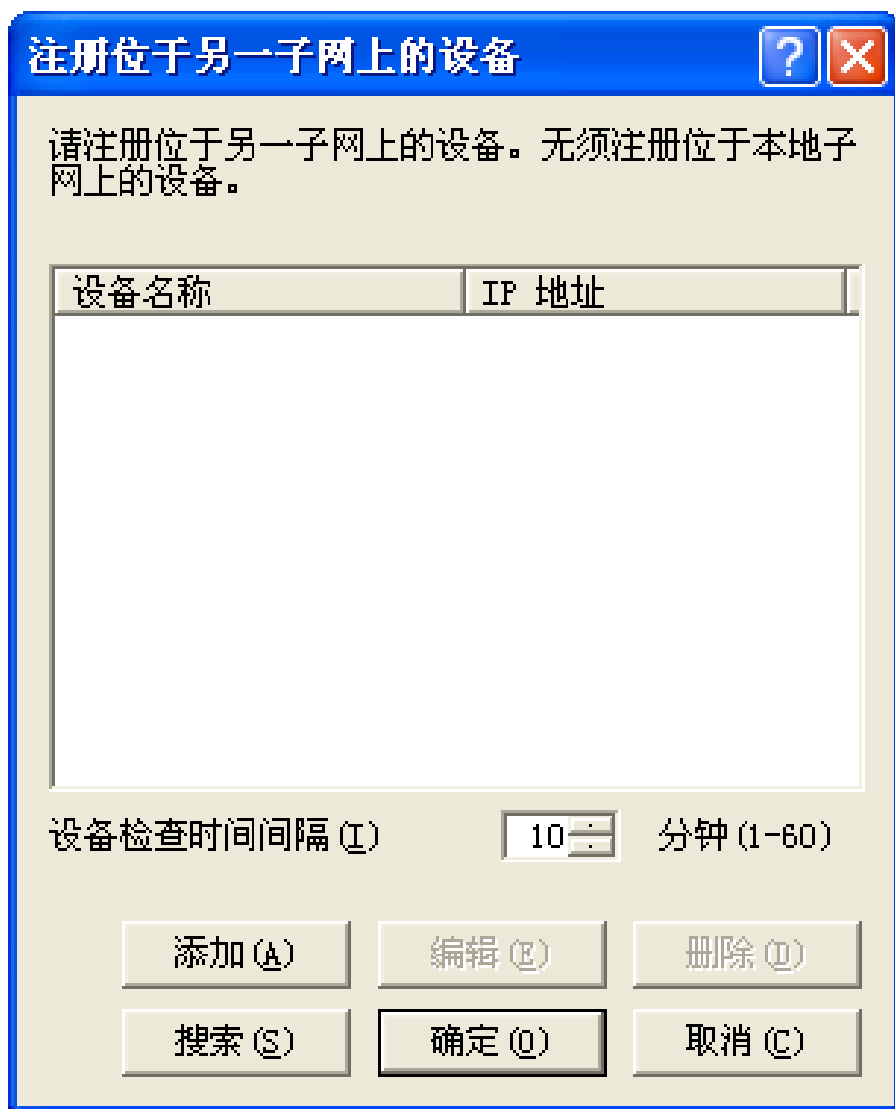 注册位于另一子网上的设备
请注册位于另一子网上的设备。无须注册位于本地子
网上的设备。
设备名称 IP 地址
设备检查时间间隔(I) 10 分钟(1-60)
添加(A) 编辑(E) 删除(D)
搜索(S) 确定(O) 取消(C)